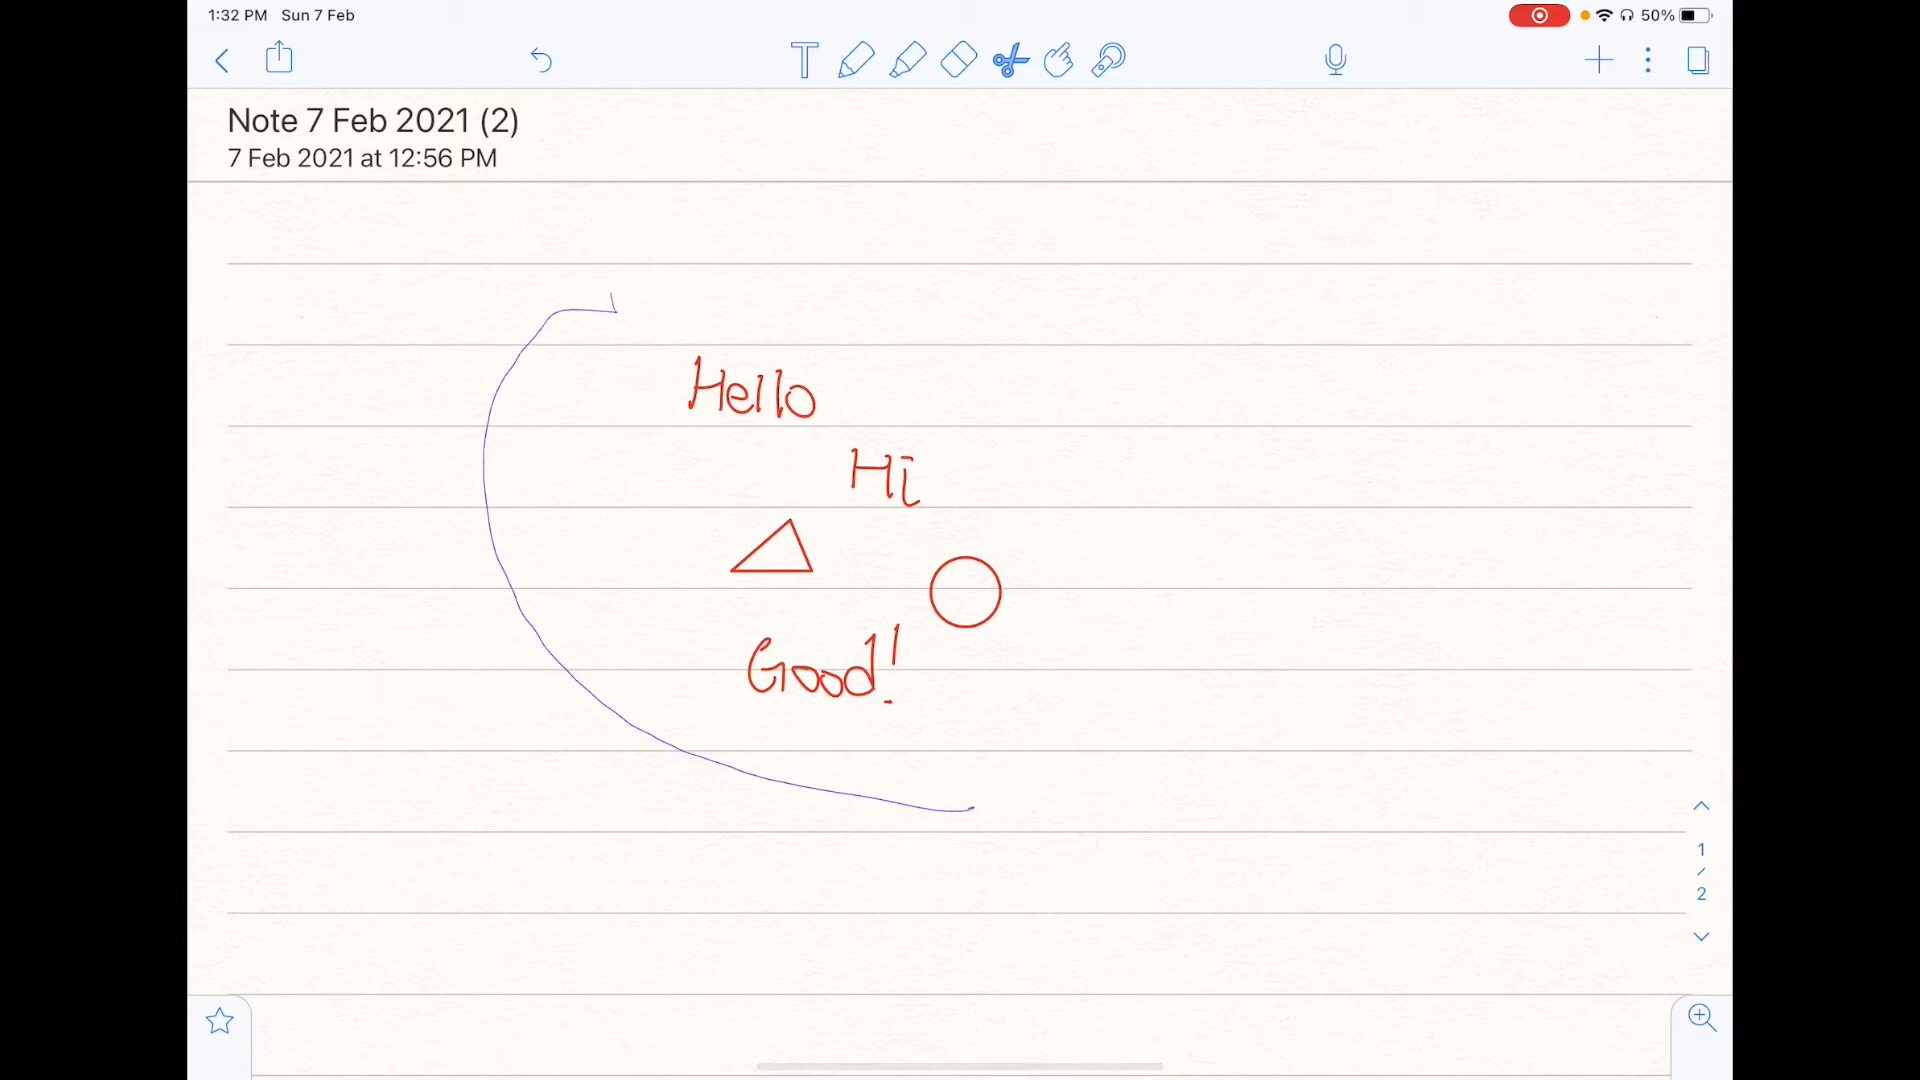 1:32 PM Sun 7 Feb
50%
T
Note 7 Feb 2021 (2)
7 Feb 2021 at 12:56 PM
Hello
Hi
Good!
1
/
2